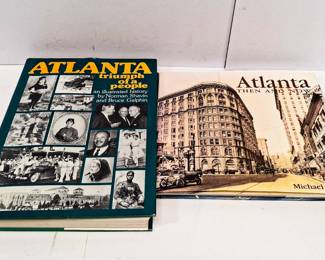 ATLANTA
triumph of a
people
an illustrated history
by Norman Shavin
and Bruce Galphin
Atlanta
THEN AND NOW
Michael